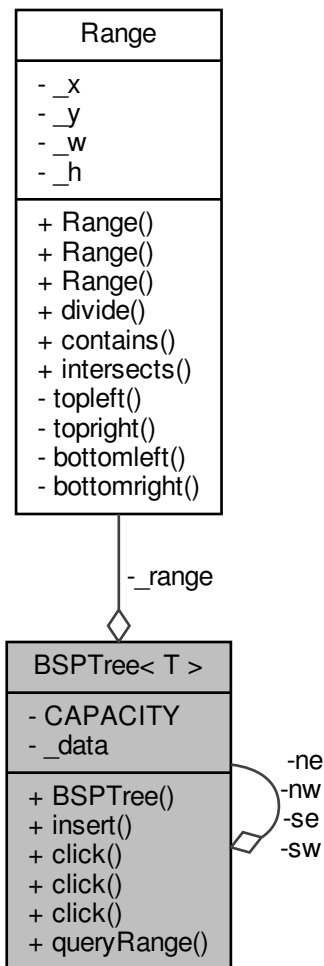 Range
- _x
- _y
- _w
- _h
+ Range()
+ Range()
+ Range()
+ divide()
+ contains()
+ intersects()
- topleft()
- topright()
- bottomleft()
- bottomright()
-_range
BSPTree< T >
- CAPACITY
- _data
+ BSPTree()
+ insert()
+ click()
+ click()
+ click()
+ queryRange()
-ne
-nw
-se
-sw